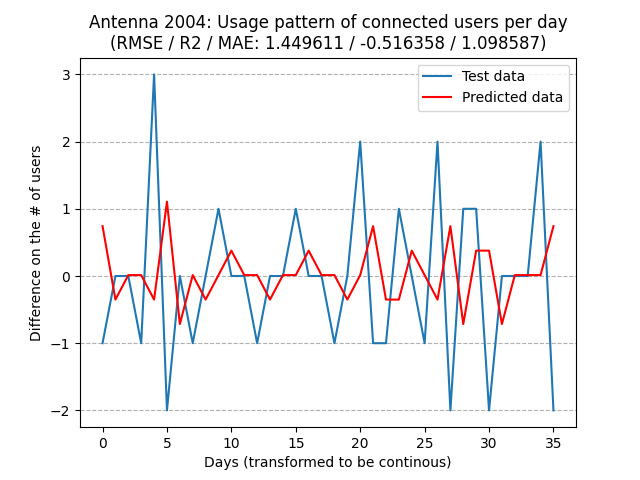 Antenna 2004: Usage pattern of connected users per day
(RMSE / R2 / MAE: 1.449611 / -0.516358 / 1.098587)
Test data
Predicted data
Difference on the # of users
3
2
1
0
−1
−2
0 5 10 15 20 25 30 35
Days (transformed to be continous)